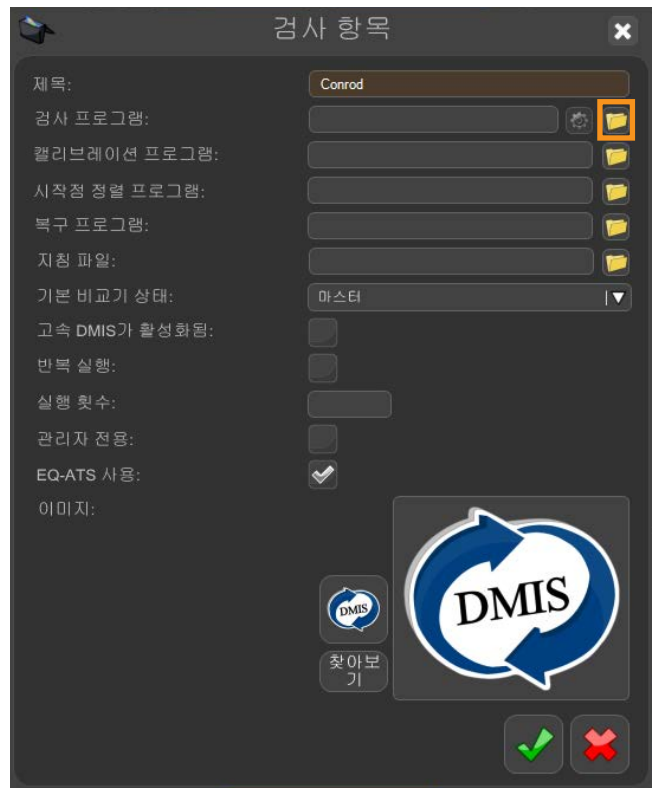 검사 항목
제목: Conrod
검사 프로그램:
캘리브레이션 프로그램:
시작점 정렬 프로그램:
복구 프로그램:
지침 파일:
기본 비교기 상태: 마스터
고속 DMIS가 활성화됨:
반복 실행:
실행 횟수:
관리자 전용:
EQ-ATS 사용:
이미지:
DMIS
DMIS
찾아보
기